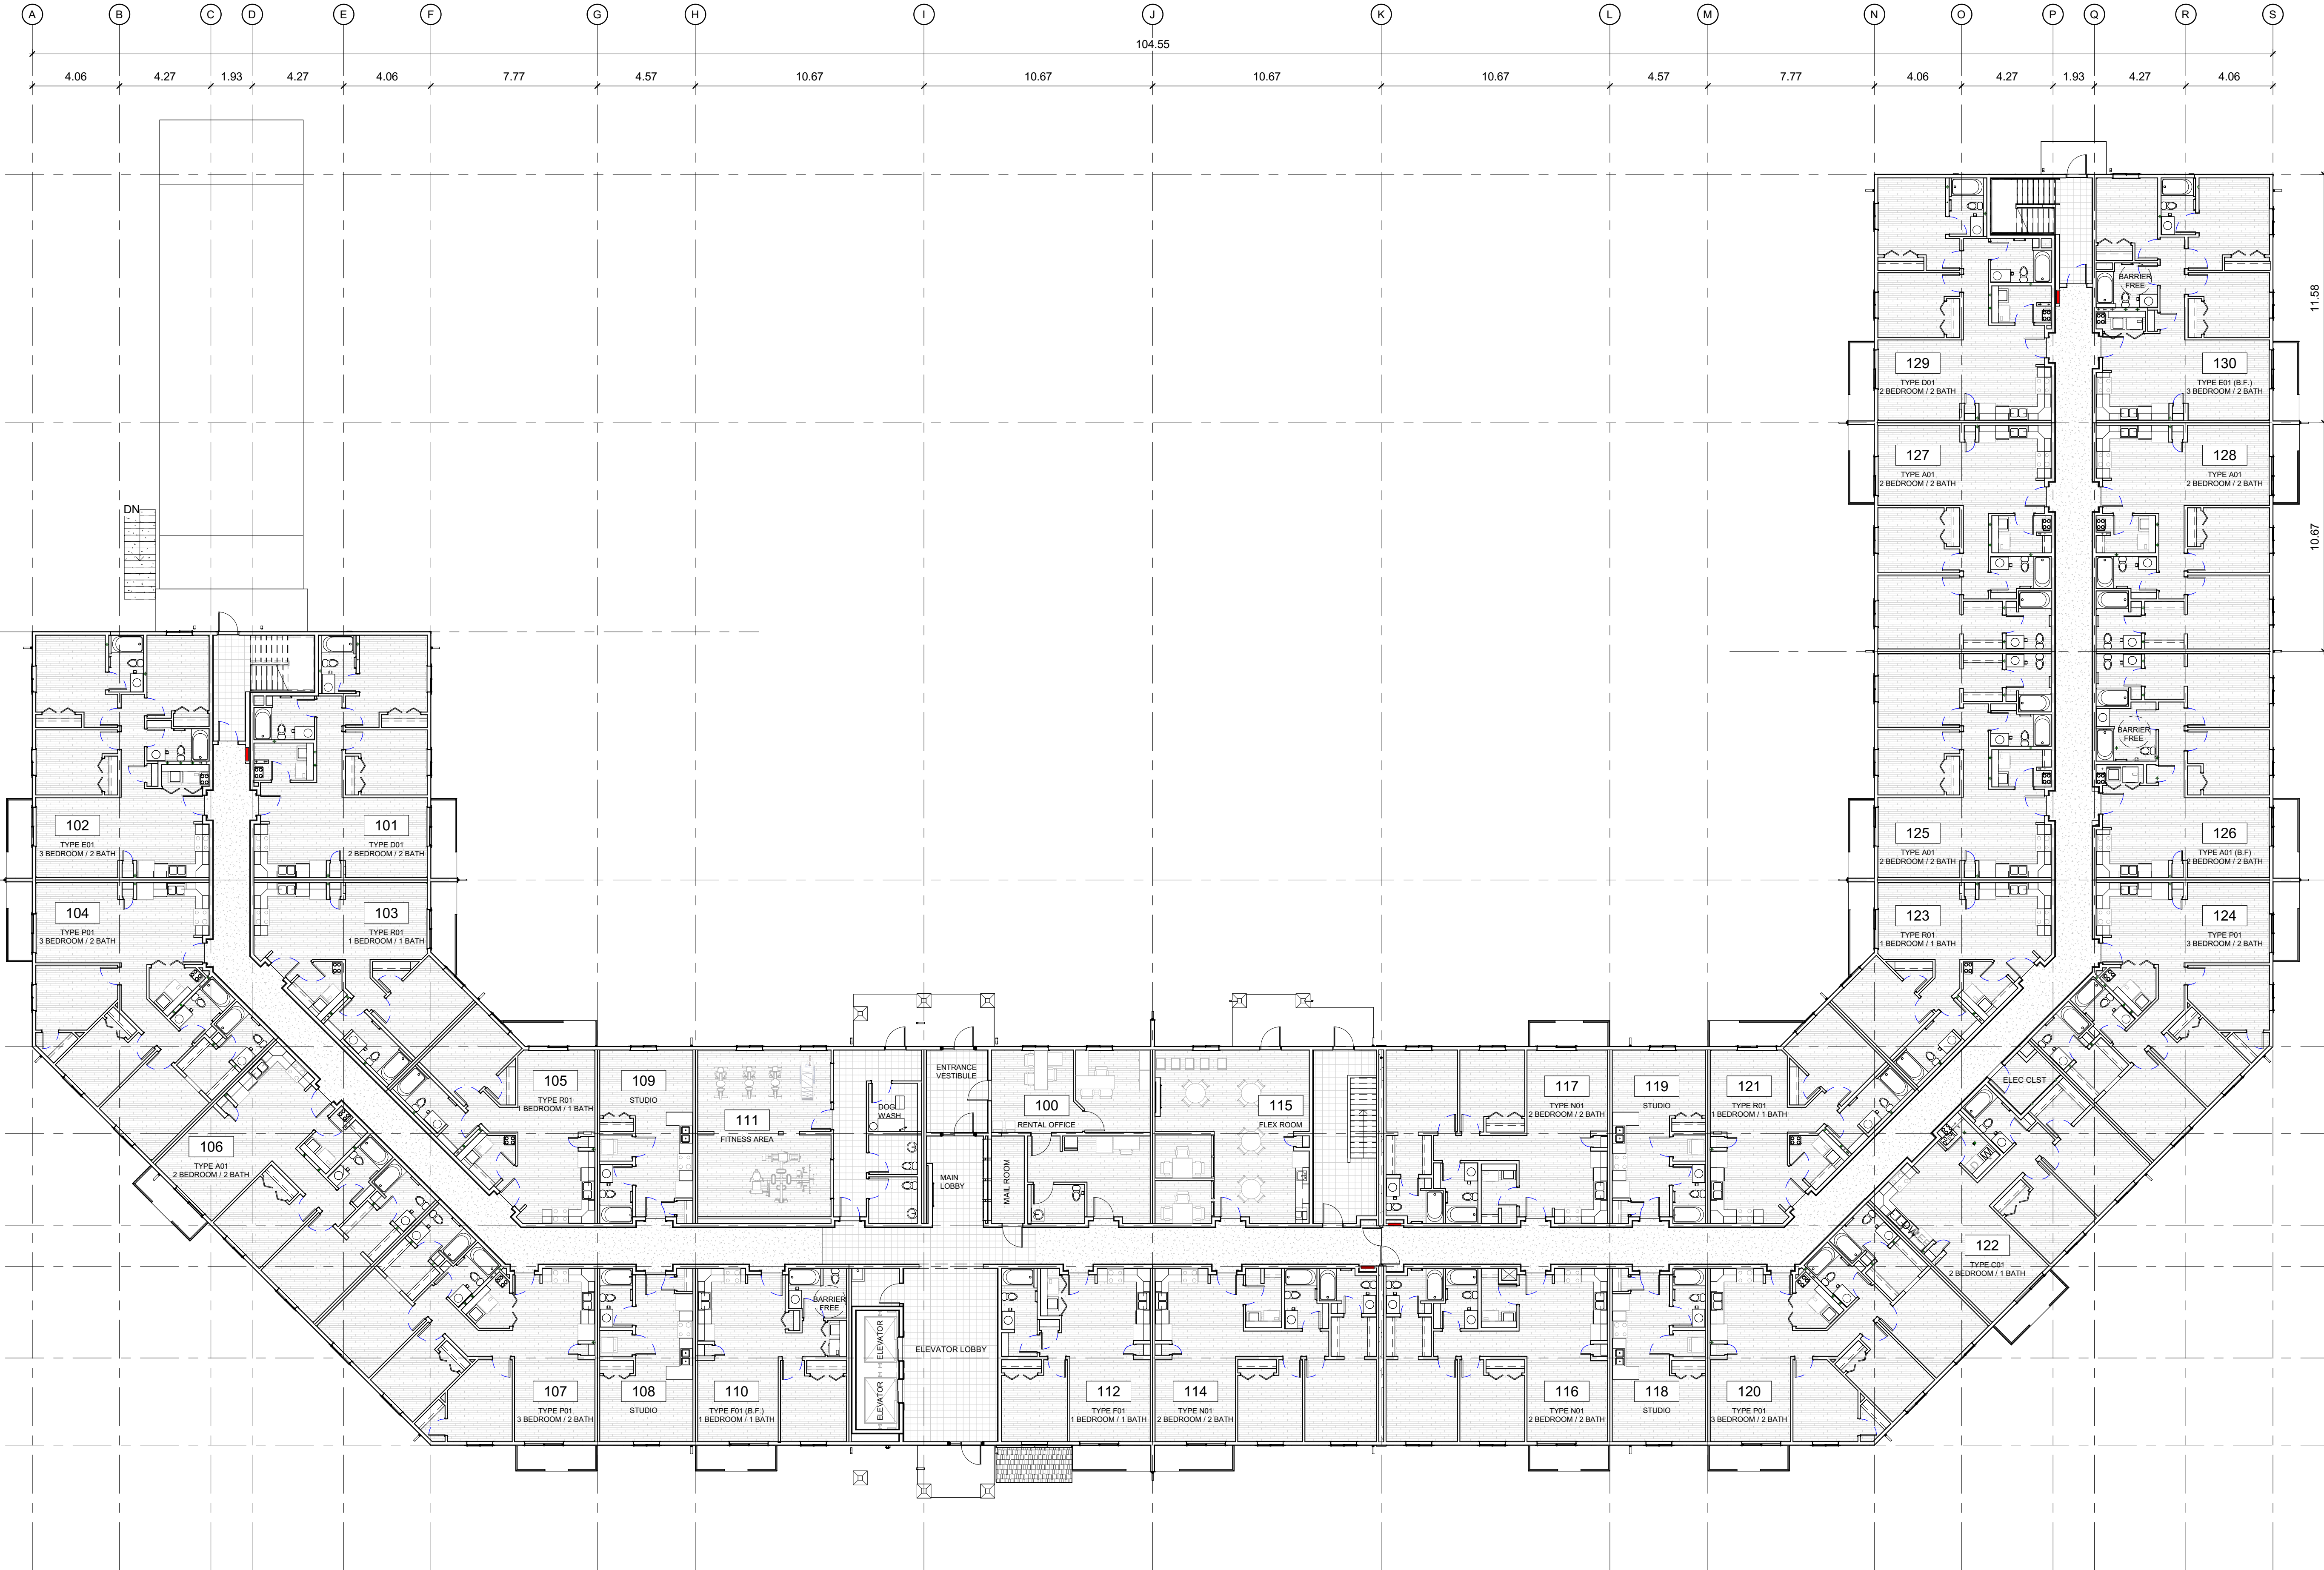 A B C D E F G H I J K L M N O P Q R S
104.55
4.06 4.27 1.93 4.27 4.06 7.77 4.57 10.67 10.67 10.67 10.67 4.57 7.77 4.06 4.27 1.93 4.27 4.06
BARRIER
FREE
11.58
129
TYPE D01
2 BEDROOM / 2 BATH
130
TYPE E01 (B.F.)
3 BEDROOM / 2 BATH
127
TYPE A01
2 BEDROOM / 2 BATH
128
TYPE A01
2 BEDROOM / 2 BATH
DN
10.67
BARRIER
FREE
102
TYPE E01
3 BEDROOM / 2 BATH
101
TYPE D01
2 BEDROOM / 2 BATH
125
TYPE A01
2 BEDROOM / 2 BATH
126
TYPE A01 (B.F)
2 BEDROOM / 2 BATH
104
TYPE P01
3 BEDROOM / 2 BATH
103
TYPE R01
1 BEDROOM / 1 BATH
123
TYPE R01
1 BEDROOM / 1 BATH
124
TYPE P01
3 BEDROOM / 2 BATH
105
TYPE R01
1 BEDROOM / 1 BATH
109
STUDIO
111
FITNESS AREA
DOG
WASH
ENTRANCE
VESTIBULE
100
RENTAL OFFICE
115
FLEX ROOM
117
TYPE N01
2 BEDROOM / 2 BATH
119
STUDIO
121
TYPE R01
1 BEDROOM / 1 BATH
ELEC CLST
106
TYPE A01
2 BEDROOM / 2 BATH
MAIN
LOBBY
MAIL ROOM
W
DW
122
TYPE C01
2 BEDROOM / 1 BATH
BARRIER
FREE
ELEVATOR
ELEVATOR
ELEVATOR LOBBY
107
TYPE P01
3 BEDROOM / 2 BATH
108
STUDIO
110
TYPE F01 (B.F.)
1 BEDROOM / 1 BATH
112
TYPE F01
1 BEDROOM / 1 BATH
114
TYPE N01
2 BEDROOM / 2 BATH
116
TYPE N01
2 BEDROOM / 2 BATH
118
STUDIO
120
TYPE P01
3 BEDROOM / 2 BATH